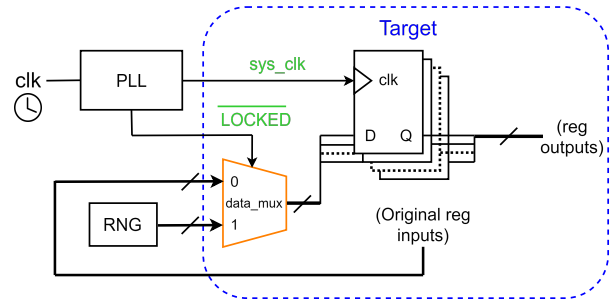 Target
clk
PLL
sys_clk
clk
LOCKED
D
Q
(reg
outputs)
0
data_mux
1
RNG
(Original reg
inputs)